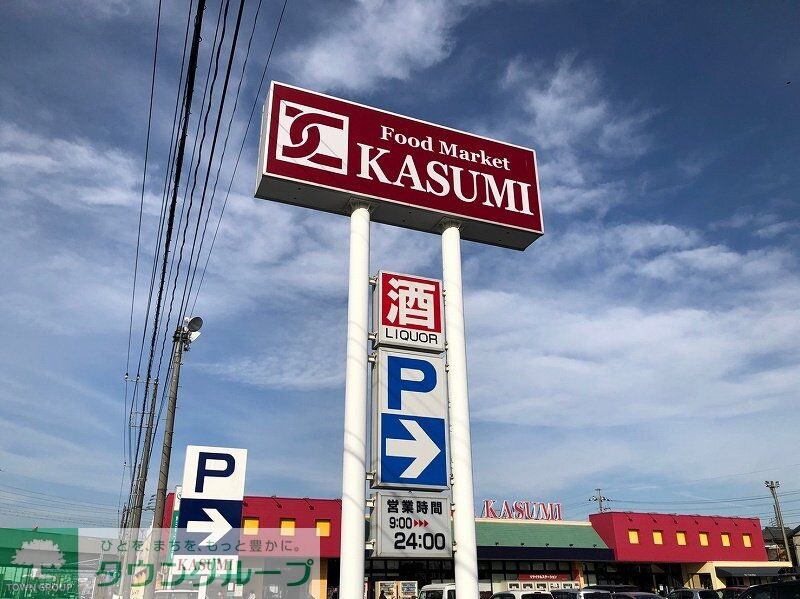 Food Market
KASUMI
酒
LIQUOR
P
営業時間
9:00
24:00
P
KASUMI
KASUMI
ひとを、まちを、もっと豊かに。
タウングループ
TOWN GROUP